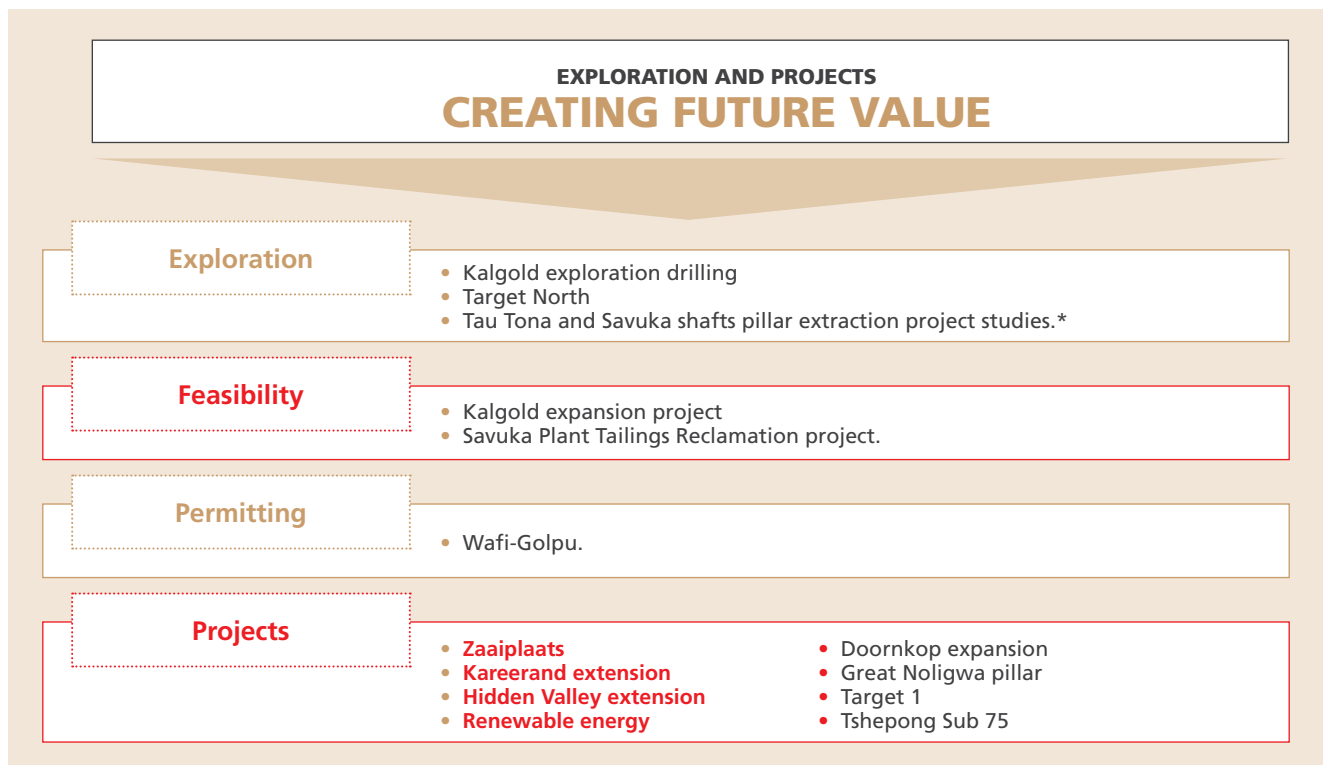 EXPLORATION AND PROJECTS
CREATING FUTURE VALUE
Exploration
• Kalgold exploration drilling
• Target North
• Tau Tona and Savuka shafts pillar extraction project studies.*
Feasibility
• Kalgold expansion project
• Savuka Plant Tailings Reclamation project.
Permitting
• Wafi-Golpu.
Projects
• Zaaiplaats
• Kareerand extension
• Hidden Valley extension
• Renewable energy
• Doornkop expansion
• Great Noligwa pillar
• Target 1
• Tshepong Sub 75